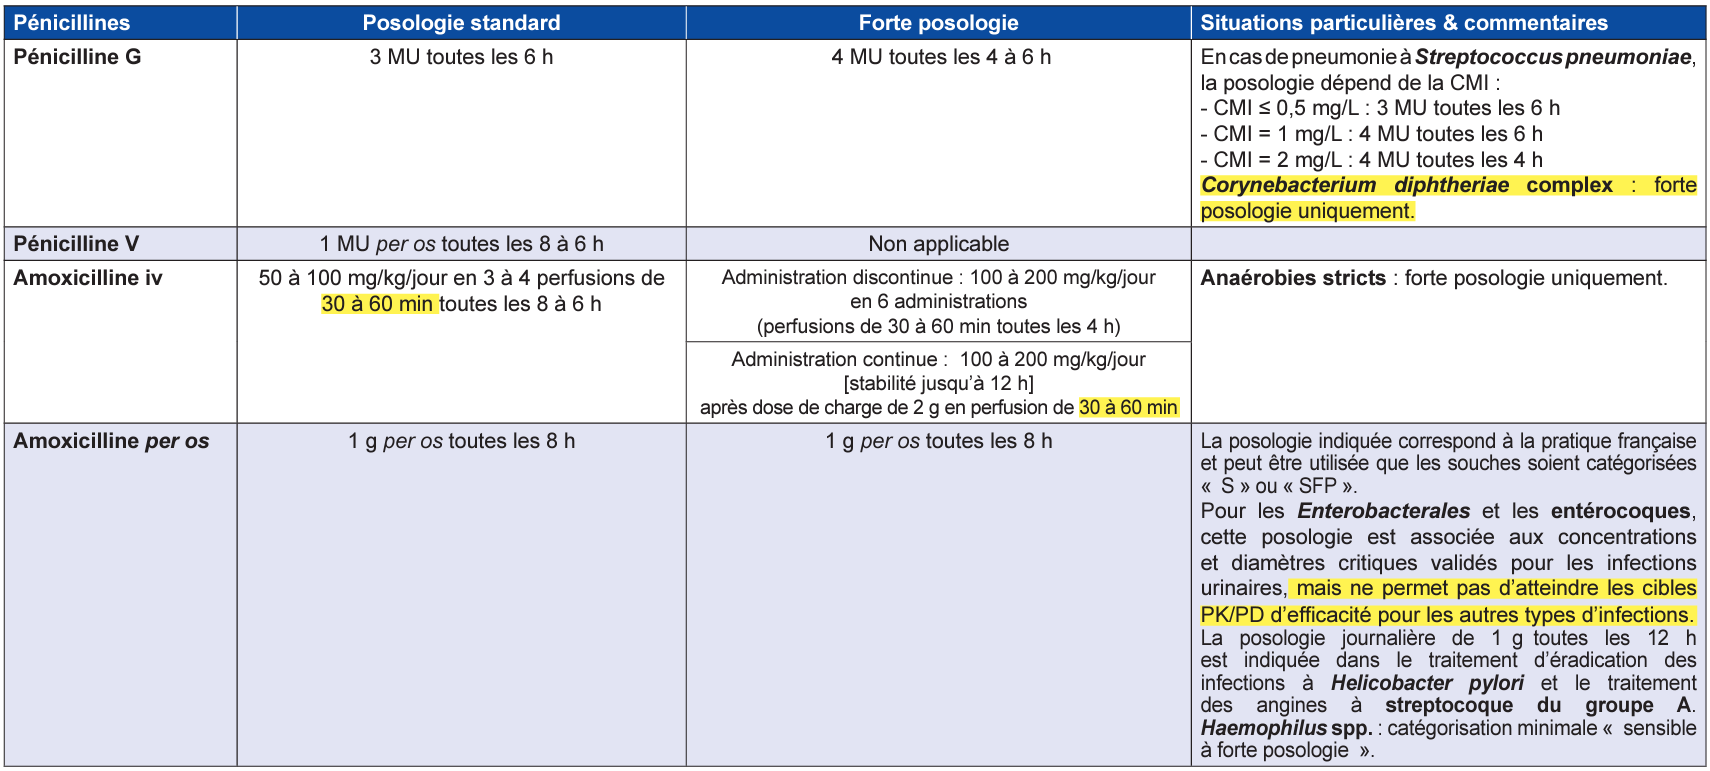 Pénicillines
Posologie standard
Forte posologie
Situations particulières & commentaires
Pénicilline G
3 MU toutes les 6 h
4 MU toutes les 4 à 6 h
En cas de pneumonie à Streptococcus pneumoniae,
la posologie dépend de la CMI :
- CMI ≤ 0,5 mg/L : 3 MU toutes les 6 h
- CMI = 1 mg/L : 4 MU toutes les 6 h
- CMI = 2 mg/L : 4 MU toutes les 4 h
Corynebacterium diphtheriae complex : forte
posologie uniquement.
Pénicilline V
1 MU per os toutes les 8 à 6 h
Non applicable
Amoxicilline iv
50 à 100 mg/kg/jour en 3 à 4 perfusions de
30 à 60 min toutes les 8 à 6 h
Administration discontinue : 100 à 200 mg/kg/jour
en 6 administrations
(perfusions de 30 à 60 min toutes les 4 h)
Administration continue : 100 à 200 mg/kg/jour
[stabilité jusqu'à 12 h]
après dose de charge de 2 g en perfusion de 30 à 60 min
Anaérobies stricts : forte posologie uniquement.
Amoxicilline per os
1 g per os toutes les 8 h
1 g per os toutes les 8 h
La posologie indiquée correspond à la pratique française
et peut être utilisée que les souches soient catégorisées
« S » ou « SFP ».
Pour les Enterobacterales et les entérocoques,
cette posologie est associée aux concentrations
et diamètres critiques validés pour les infections
urinaires, mais ne permet pas d'atteindre les cibles
PK/PD d'efficacité pour les autres types d'infections.
La posologie journalière de 1 g toutes les 12 h
est indiquée dans le traitement d'éradication des
infections à Helicobacter pylori et le traitement
des angines à streptocoque du groupe A.
Haemophilus spp. : catégorisation minimale « sensible
à forte posologie ».